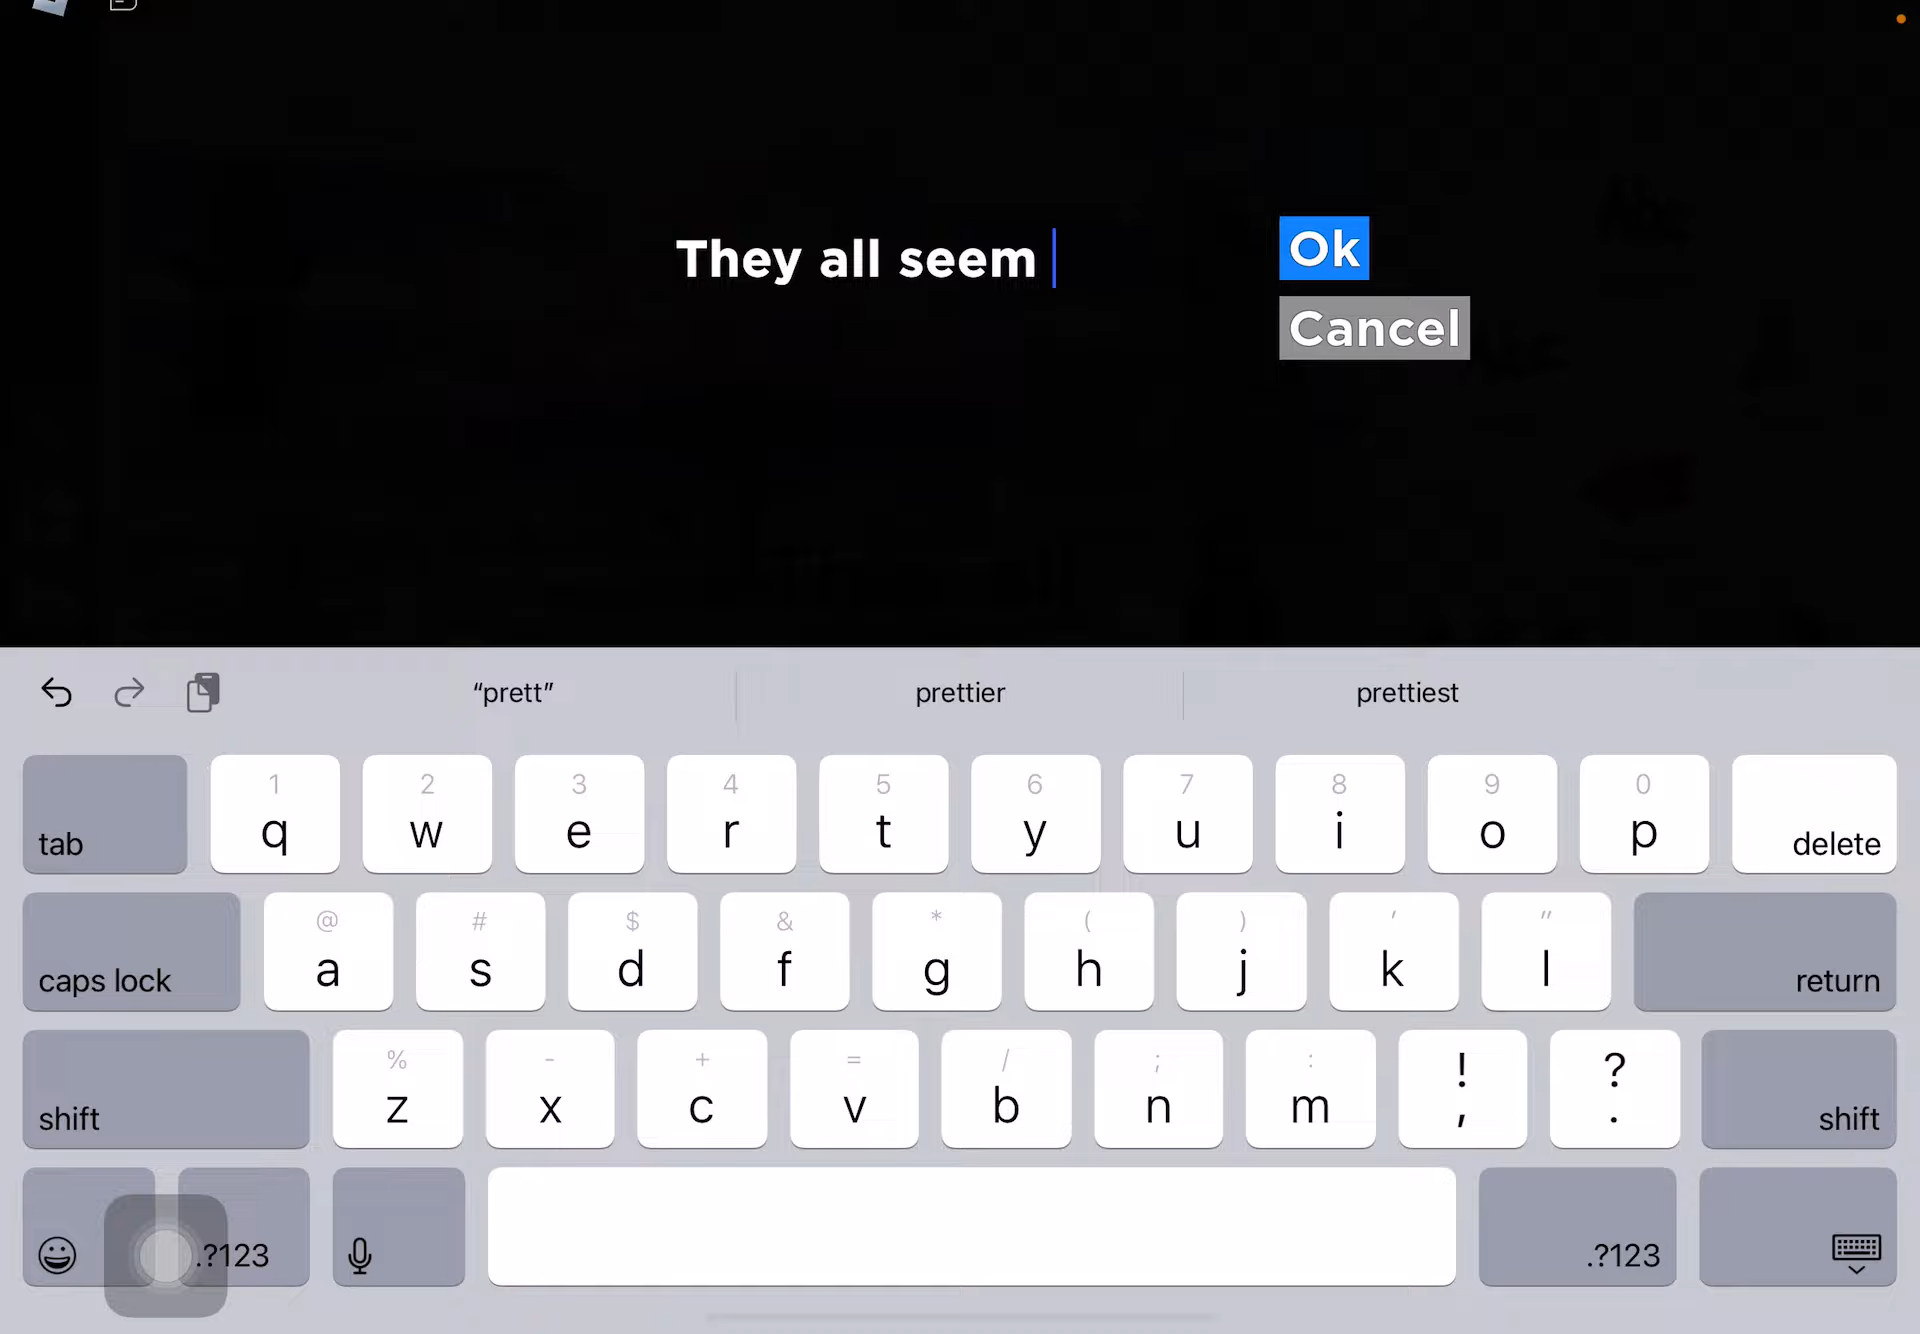 They all seem
Ok
Cancel
“prett” prettier prettiest
tab 1 q 2 w 3 e 4 r 5 t 6 y 7 u 8 i 9 o 0 p delete
caps lock @ a # s $ d & f * g ( h ) j ' k " l return
shift % z - x + c = v / b ; n : m ! , ? . shift
.?123 .?123